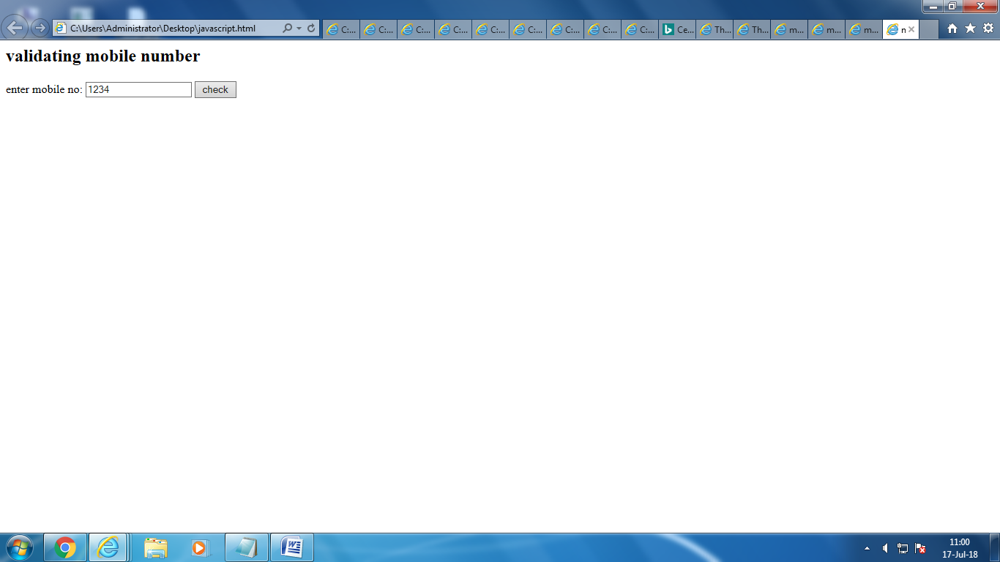 C:\Users\Administrator\Desktop\javascript.html
C:...
C:...
C:...
C:...
C:...
C:...
C:...
C:...
C:...
Ce...
Th...
Th...
m...
m...
m...
validating mobile number
enter mobile no: 1234 check
11:00
17-Jul-18